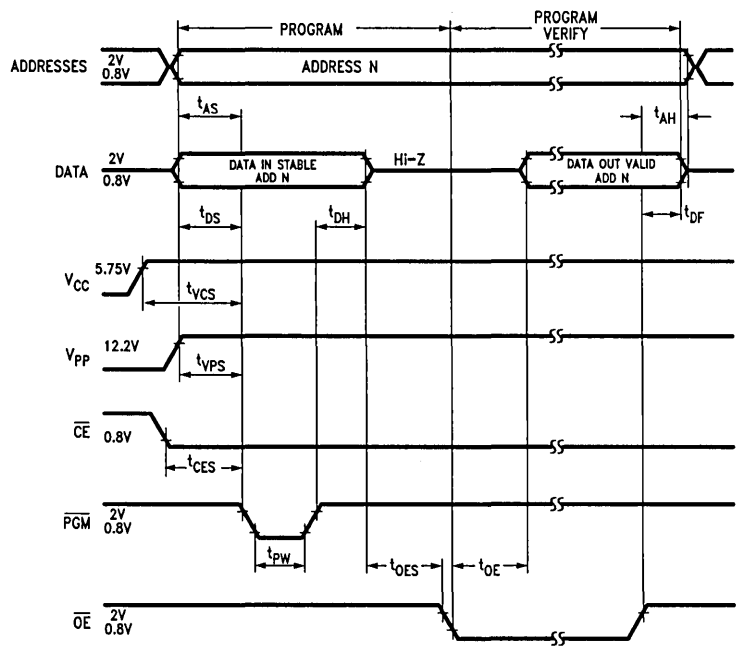 PROGRAM
PROGRAM
VERIFY
ADDRESSES
2V
0.8V
ADDRESS N
tAS
tAH
DATA
2V
0.8V
DATA IN STABLE
ADD N
Hi-Z
DATA OUT VALID
ADD N
tDS
tDH
tDF
VCC
5.75V
tVCS
VPP
12.2V
tVPS
CE
0.8V
tCES
PGM
2V
0.8V
tPW
tOES
tOE
OE
2V
0.8V